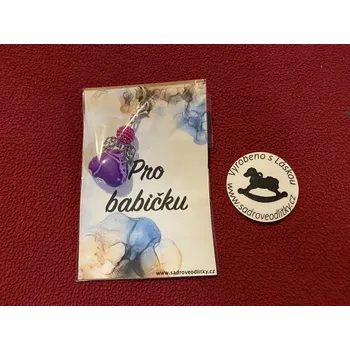 Pro
babičku
www.sadroveodlitky.cz
Vyrobeno s Láskou
www.sadroveodlitky.cz